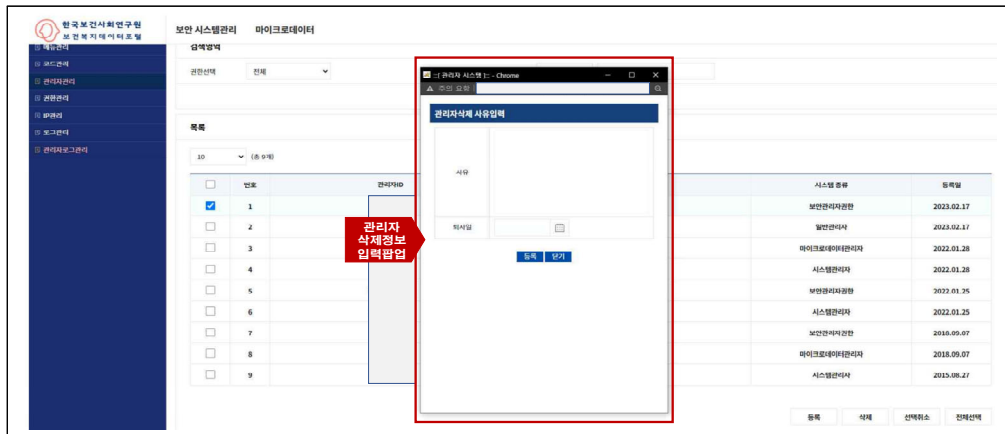 한국보건사회연구원
보건복지데이터포털
보안 시스템관리 마이크로데이터
메뉴관리
코드관리
관리자관리
권한관리
IP관리
로그관리
관리자로그관리
검색영역
권한선택 전체
목록
10 (총 9개)
번호 관리자ID 시스템 종류 등록일
1 보안관리자권한 2023.02.17
2 일반관리자 2023.02.17
3 마이크로데이터관리자 2022.01.28
4 시스템관리자 2022.01.28
5 보안관리자권한 2022.01.25
6 시스템관리자 2022.01.25
7 보안관리자권한 2018.09.07
8 마이크로데이터관리자 2018.09.07
9 시스템관리자 2015.08.27
등록 삭제 선택취소 전체선택
관리자
삭제정보
입력팝업
::[ 관리자 시스템 ]:: - Chrome
주의 요함
관리자삭제 사유입력
사유
퇴사일
등록 닫기